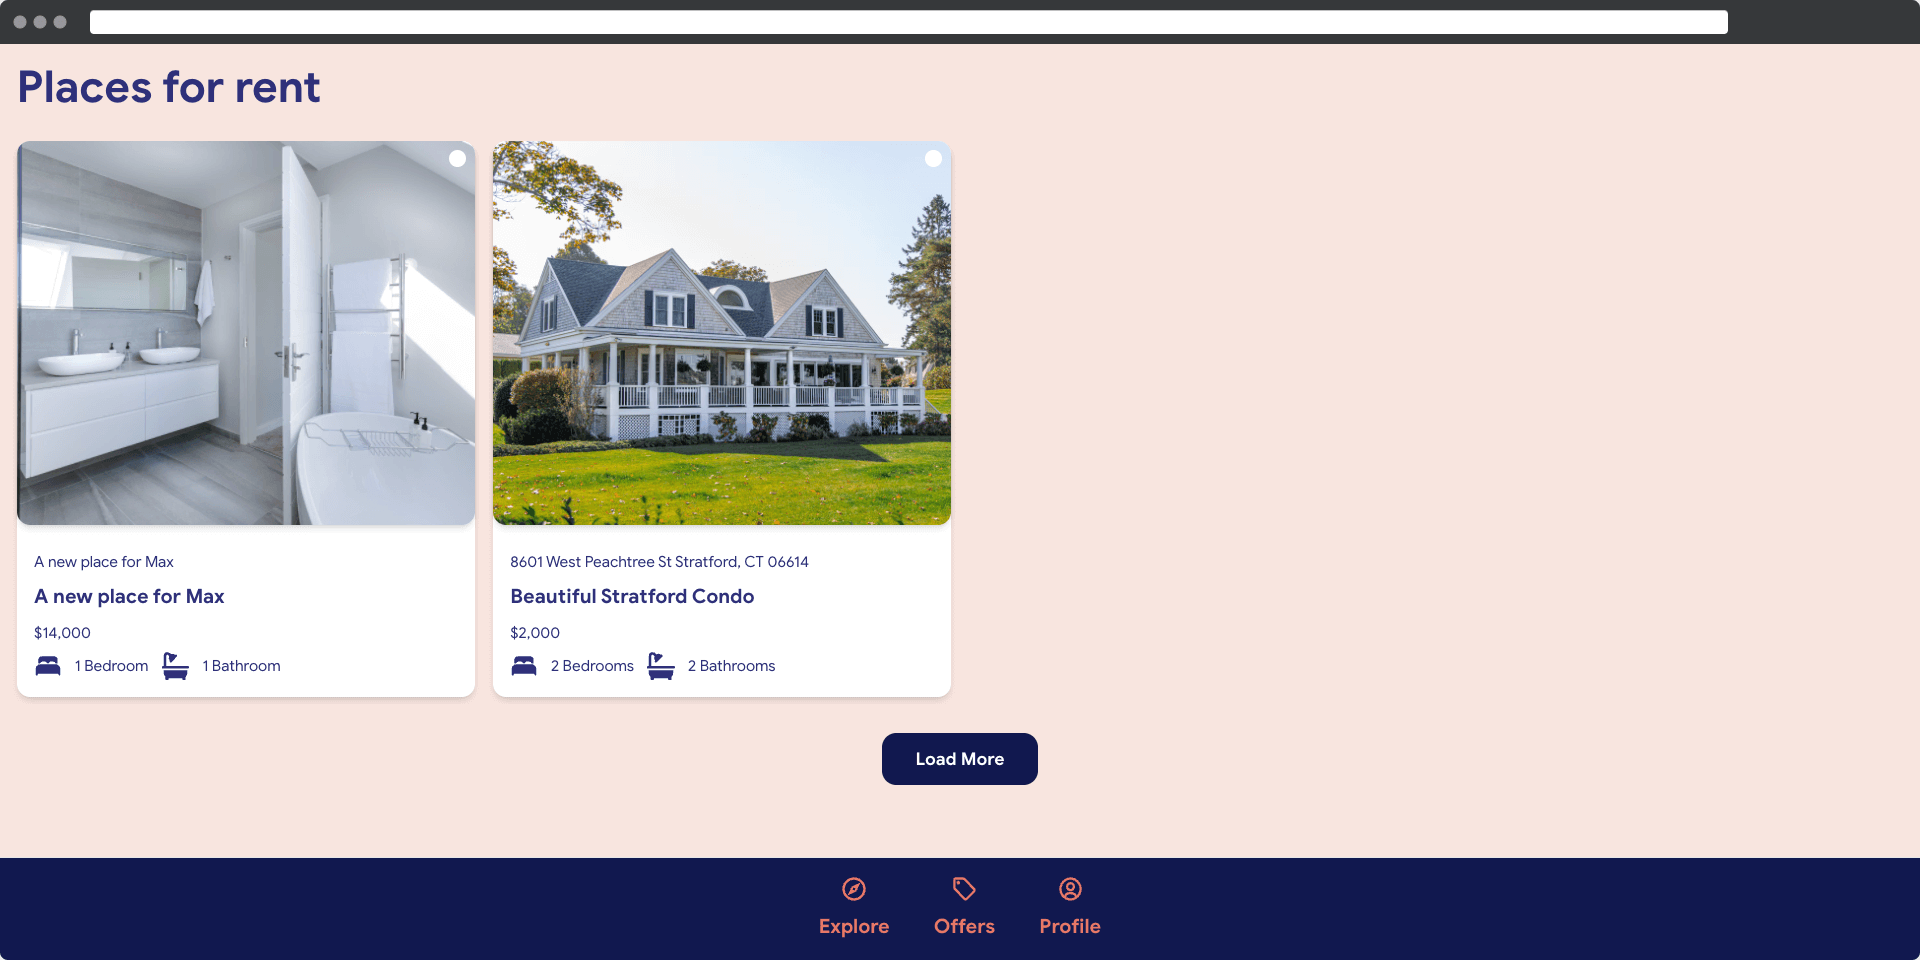 Places for rent
A new place for Max
A new place for Max
$14,000
1 Bedroom 1 Bathroom
8601 West Peachtree St Stratford, CT 06614
Beautiful Stratford Condo
$2,000
2 Bedrooms 2 Bathrooms
Load More
Explore Offers Profile